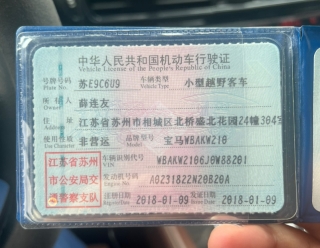 中华人民共和国机动车行驶证
Vehicle License of the People's Republic of China
号牌号码 苏E9C6U9 车辆类型 小型越野客车
Plate No. Vehicle Type
所有人 薛连友
Owner
住址 江苏省苏州市相城区北桥盛北花园24幢304室
Address
使用性质 非营运 品牌型号 宝马WBAKW210
Use Character Model
江苏省苏州 车辆识别代号 WBAKW2106J0W88201
VIN
市公安局交 发动机号码 A0231822N20B20A
Engine No.
警察支队 注册日期 2018-01-09 发证日期 2018-01-09
Register Date Issue Date